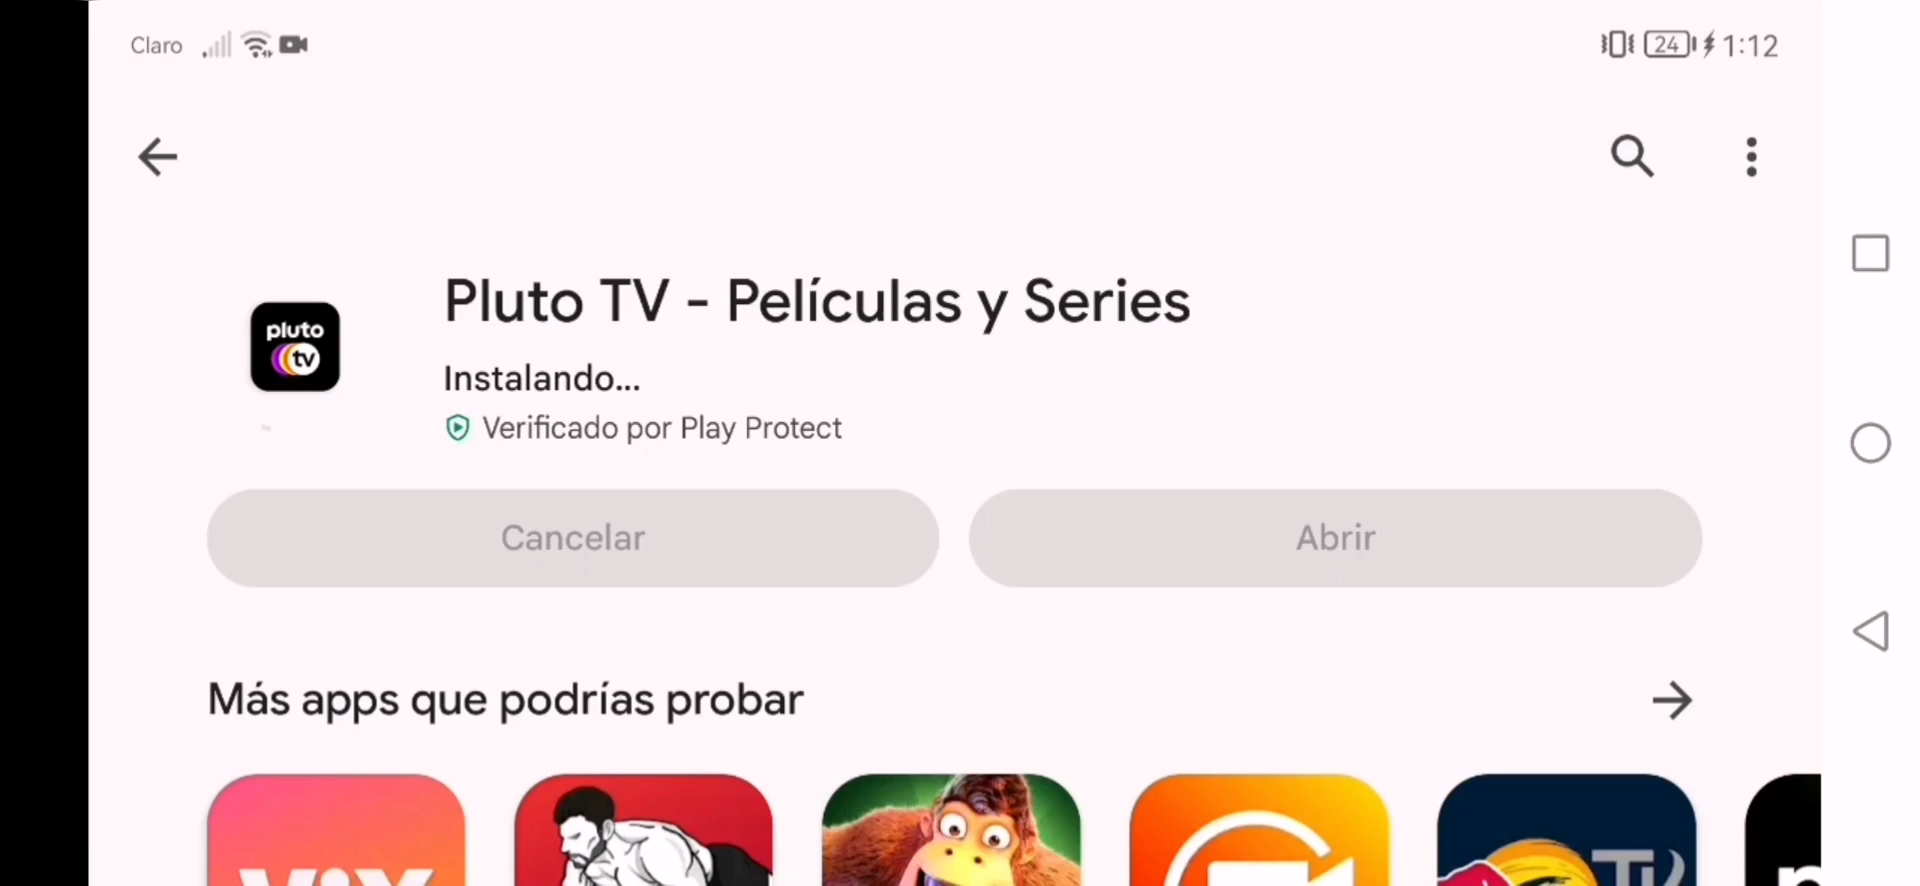 Claro 24 1:12
Pluto TV - Películas y Series
pluto
tv
Instalando...
Verificado por Play Protect
Cancelar Abrir
Más apps que podrías probar
ViX